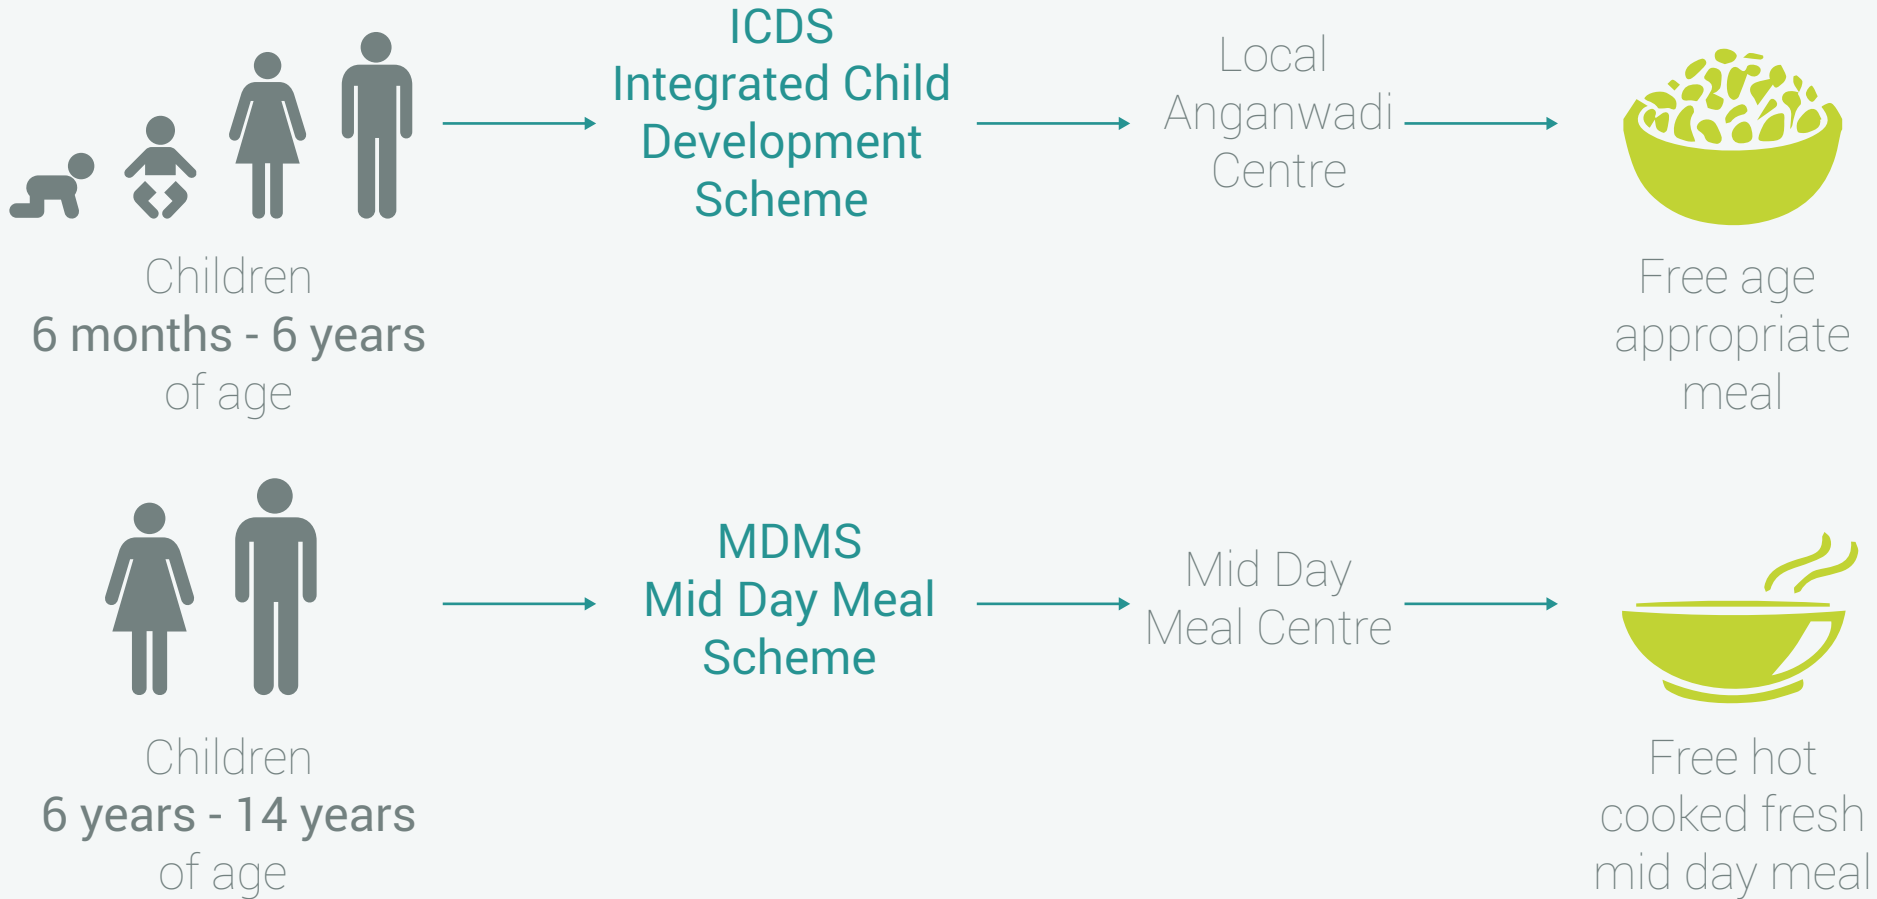 Children
6 months - 6 years
of age
ICDS
Integrated Child
Development
Scheme
Local
Anganwadi
Centre
Free age
appropriate
meal
Children
6 years - 14 years
of age
MDMS
Mid Day Meal
Scheme
Mid Day
Meal Centre
Free hot
cooked fresh
mid day meal